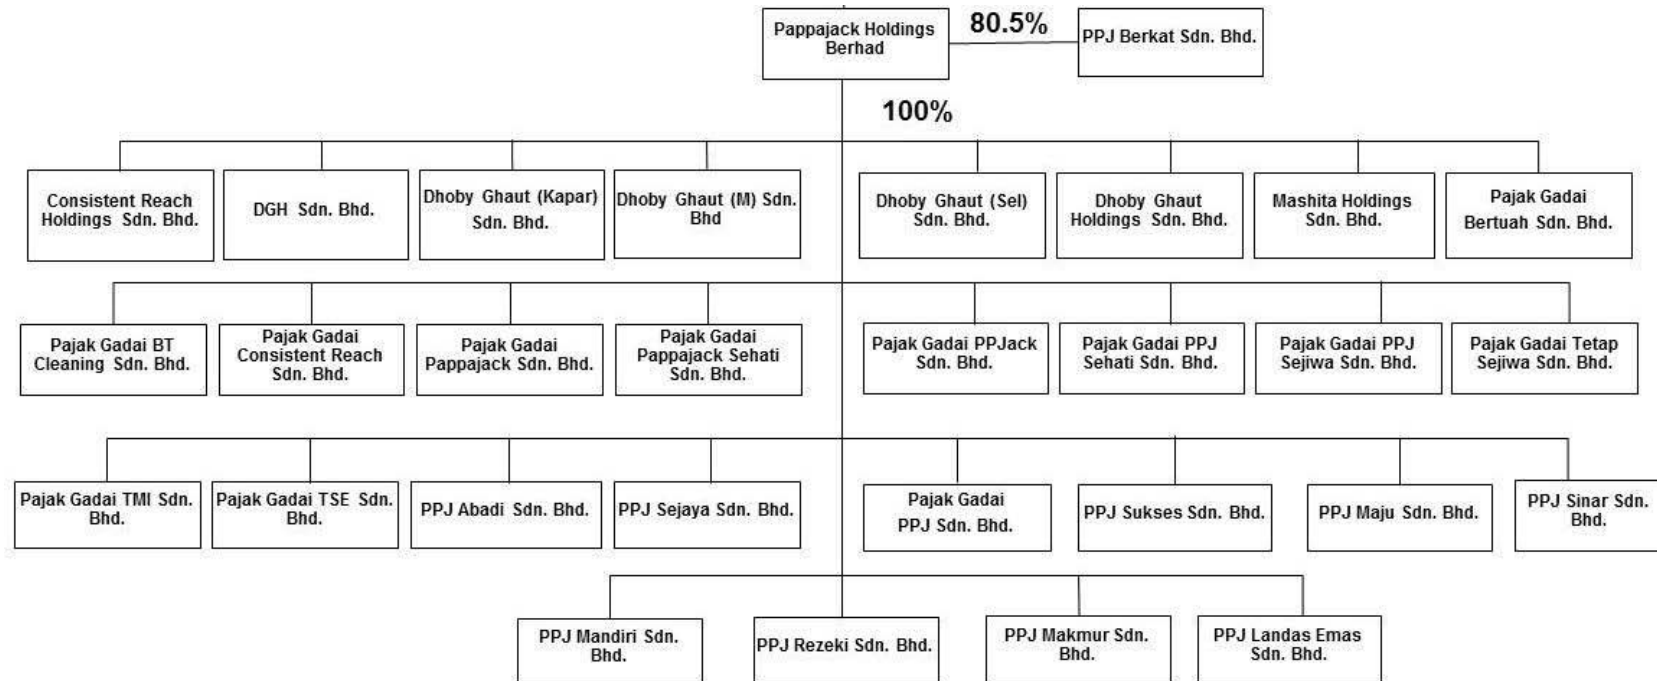 Pappajack Holdings
Berhad
80.5%
PPJ Berkat Sdn. Bhd.
100%
Consistent Reach
Holdings Sdn. Bhd.
DGH Sdn. Bhd.
Dhoby Ghaut (Kapar)
Sdn. Bhd.
Dhoby Ghaut (M) Sdn.
Bhd
Dhoby Ghaut (Sel)
Sdn. Bhd.
Dhoby Ghaut
Holdings Sdn. Bhd.
Mashita Holdings
Sdn. Bhd.
Pajak Gadai
Bertuah Sdn. Bhd.
Pajak Gadai BT
Cleaning Sdn. Bhd.
Pajak Gadai
Consistent Reach
Sdn. Bhd.
Pajak Gadai
Pappajack Sdn. Bhd.
Pajak Gadai
Pappajack Sehati
Sdn. Bhd.
Pajak Gadai PPJack
Sdn. Bhd.
Pajak Gadai PPJ
Sehati Sdn. Bhd.
Pajak Gadai PPJ
Sejiwa Sdn. Bhd.
Pajak Gadai Tetap
Sejiwa Sdn. Bhd.
Pajak Gadai TMI Sdn.
Bhd.
Pajak Gadai TSE Sdn.
Bhd.
PPJ Abadi Sdn. Bhd.
PPJ Sejaya Sdn. Bhd.
Pajak Gadai
PPJ Sdn. Bhd.
PPJ Sukses Sdn. Bhd.
PPJ Maju Sdn. Bhd.
PPJ Sinar Sdn.
Bhd.
PPJ Mandiri Sdn.
Bhd.
PPJ Rezeki Sdn. Bhd.
PPJ Makmur Sdn.
Bhd.
PPJ Landas Emas
Sdn. Bhd.